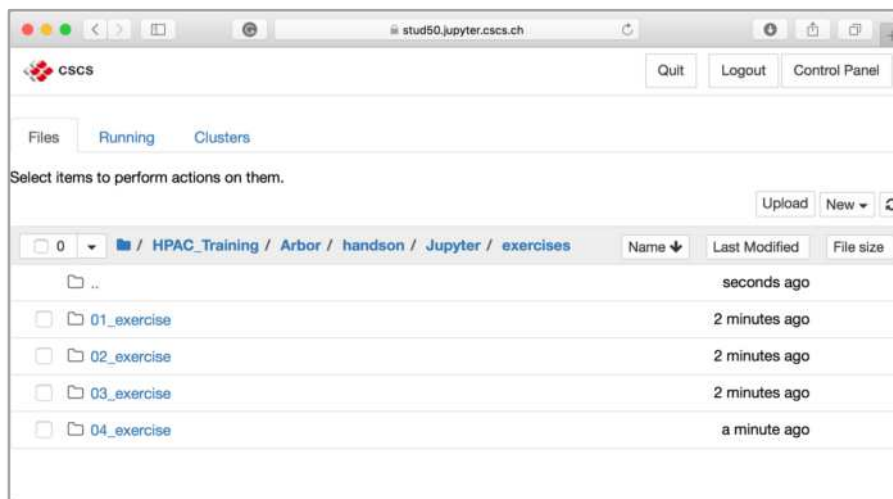 stud50.jupyter.cscs.ch
CSCS
Quit Logout Control Panel
Files Running Clusters
Select items to perform actions on them.
Upload New
0 / HPAC_Training / Arbor / handson / Jupyter / exercises Name Last Modified File size
.. seconds ago
01_exercise 2 minutes ago
02_exercise 2 minutes ago
03_exercise 2 minutes ago
04_exercise a minute ago